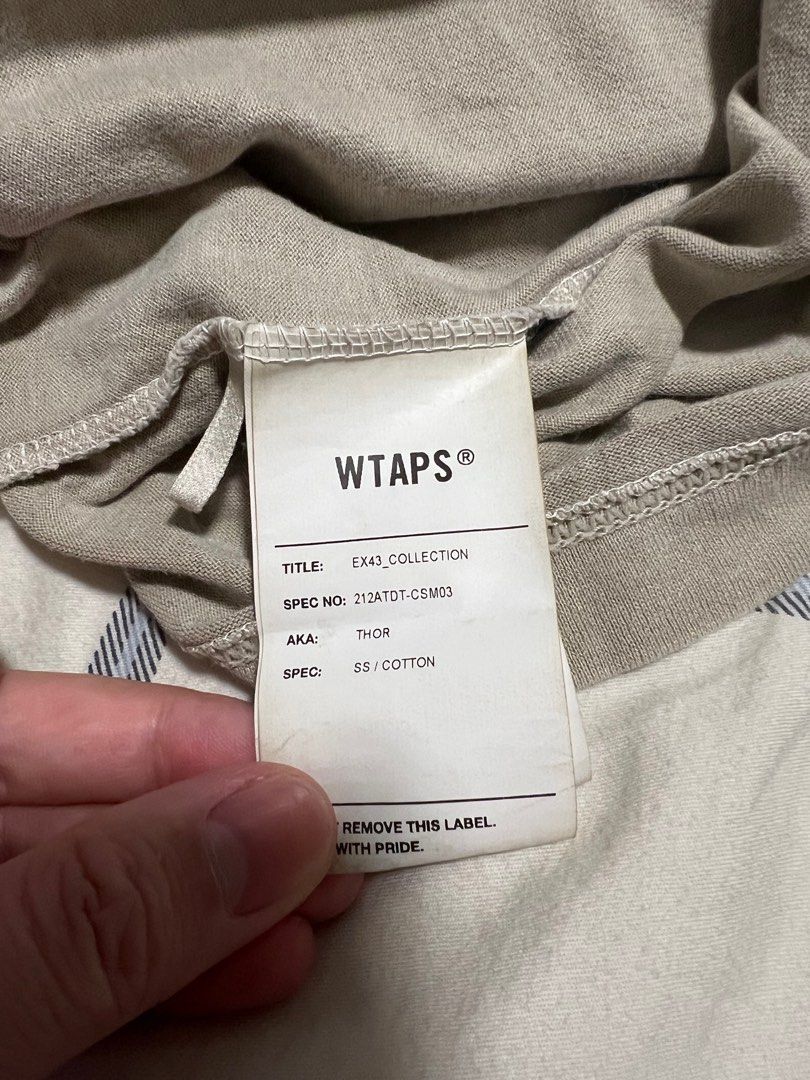 WTAPS®
TITLE: EX43_COLLECTION
SPEC NO: 212ATDT-CSM03
AKA: THOR
SPEC: SS / COTTON
REMOVE THIS LABEL.
WITH PRIDE.